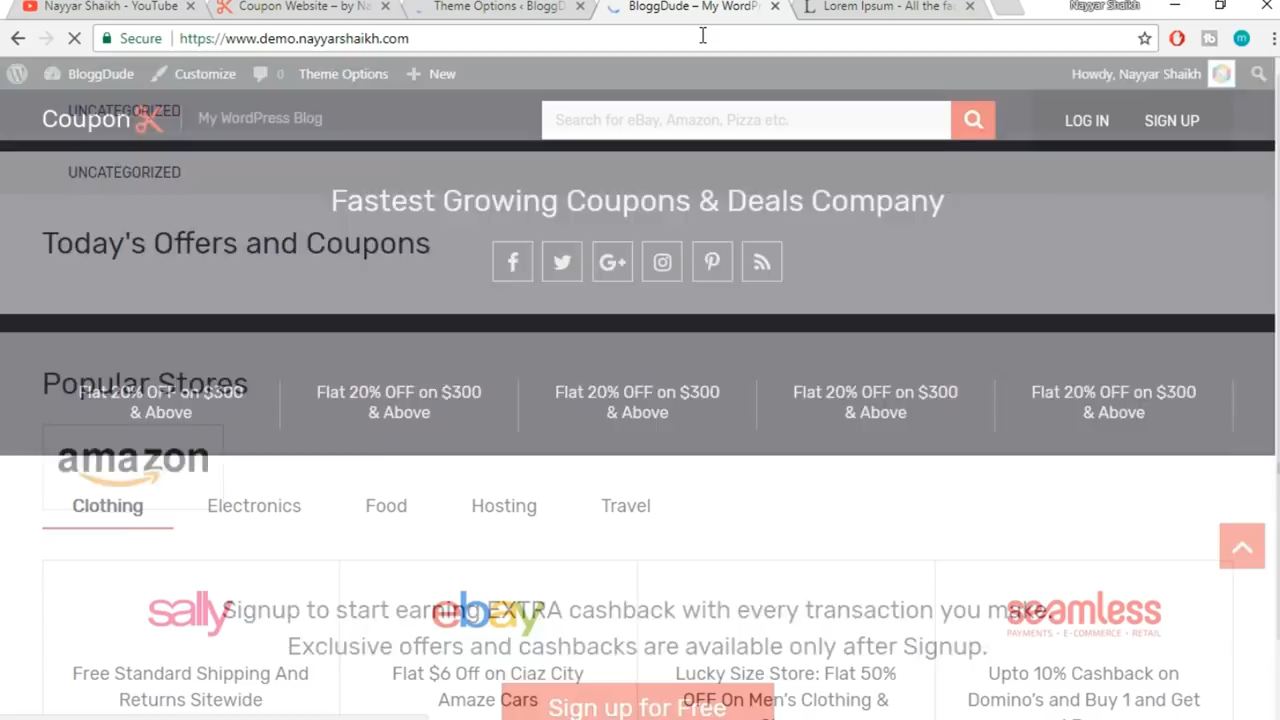 Nayyar Shaikh - YouTube
Coupon Website – by Na
Theme Options ‹ BloggD
BloggDude – My WordPr
Lorem Ipsum - All the fa
Nayyar Shaikh
Secure
https://www.demo.nayyarshaikh.com
BloggDude
Customize
0
Theme Options
New
Howdy, Nayyar Shaikh
UNCATEGORIZED
Coupon
My WordPress Blog
Search for eBay, Amazon, Pizza etc.
LOG IN
SIGN UP
UNCATEGORIZED
Fastest Growing Coupons & Deals Company
Today's Offers and Coupons
Popular Stores
Flat 20% OFF on $300
& Above
Flat 20% OFF on $300
& Above
Flat 20% OFF on $300
& Above
Flat 20% OFF on $300
& Above
Flat 20% OFF on $300
& Above
amazon
Clothing
Electronics
Food
Hosting
Travel
sally
ebay
seamless
PAYMENTS - E-COMMERCE - RETAIL
Signup to start earning EXTRA cashback with every transaction you make.
Exclusive offers and cashbacks are available only after Signup.
Free Standard Shipping And
Returns Sitewide
Flat $6 Off on Ciaz City
Amaze Cars
Lucky Size Store: Flat 50%
OFF On Men's Clothing &
Upto 10% Cashback on
Domino's and Buy 1 and Get
Sign up for Free